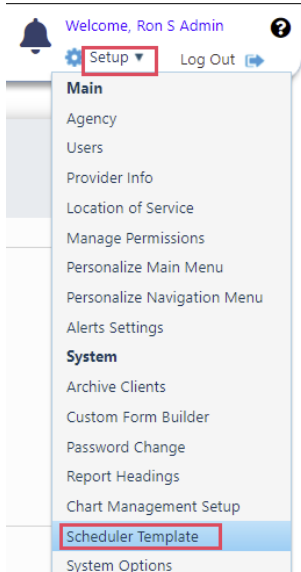 Welcome, Ron S Admin
Setup ▼ Log Out
Main
Agency
Users
Provider Info
Location of Service
Manage Permissions
Personalize Main Menu
Personalize Navigation Menu
Alerts Settings
System
Archive Clients
Custom Form Builder
Password Change
Report Headings
Chart Management Setup
Scheduler Template
System Options